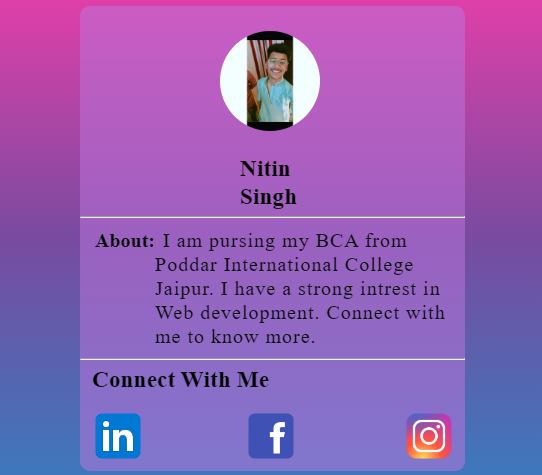 Nitin
Singh
About: I am pursing my BCA from
Poddar International College
Jaipur. I have a strong intrest in
Web development. Connect with
me to know more.
Connect With Me
in f